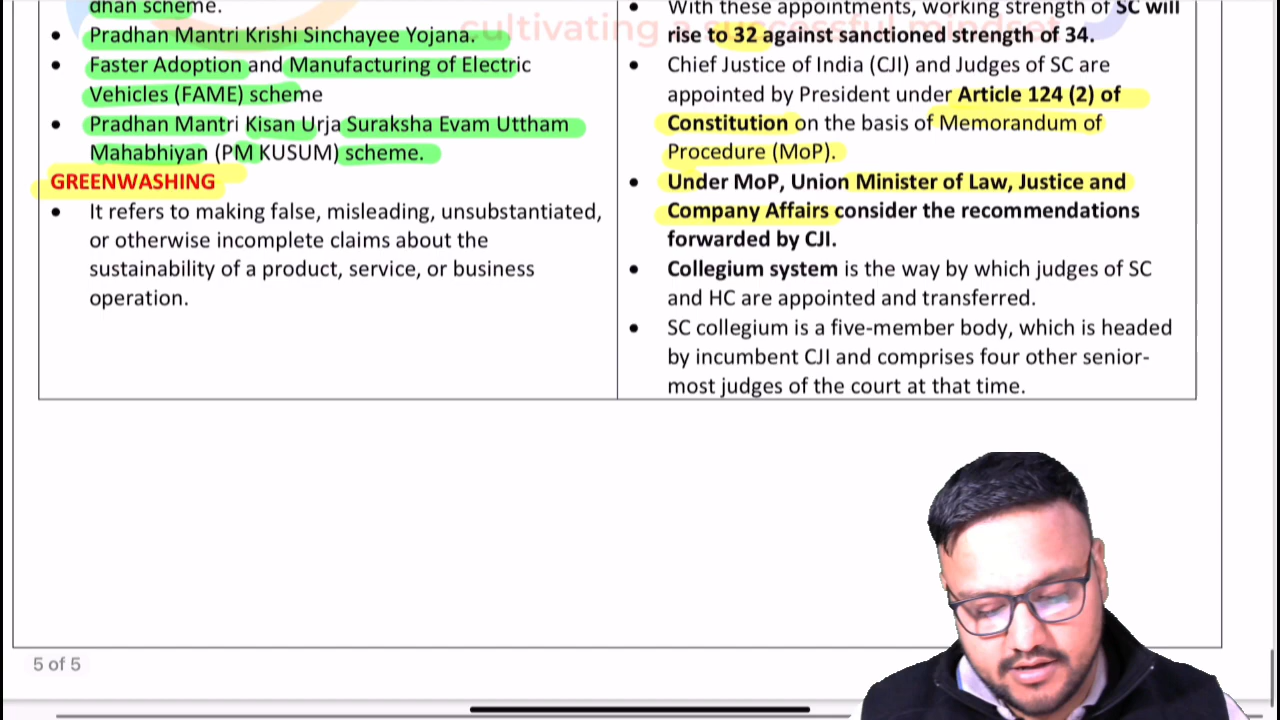 dhan scheme.
• Pradhan Mantri Krishi Sinchayee Yojana.
• Faster Adoption and Manufacturing of Electric
Vehicles (FAME) scheme
• Pradhan Mantri Kisan Urja Suraksha Evam Uttham
Mahabhiyan (PM KUSUM) scheme.
GREENWASHING
• It refers to making false, misleading, unsubstantiated,
or otherwise incomplete claims about the
sustainability of a product, service, or business
operation.
• With these appointments, working strength of SC will
rise to 32 against sanctioned strength of 34.
• Chief Justice of India (CJI) and Judges of SC are
appointed by President under Article 124 (2) of
Constitution on the basis of Memorandum of
Procedure (MoP).
• Under MoP, Union Minister of Law, Justice and
Company Affairs consider the recommendations
forwarded by CJI.
• Collegium system is the way by which judges of SC
and HC are appointed and transferred.
• SC collegium is a five-member body, which is headed
by incumbent CJI and comprises four other senior-
most judges of the court at that time.
cultivating a successful mindset
5 of 5